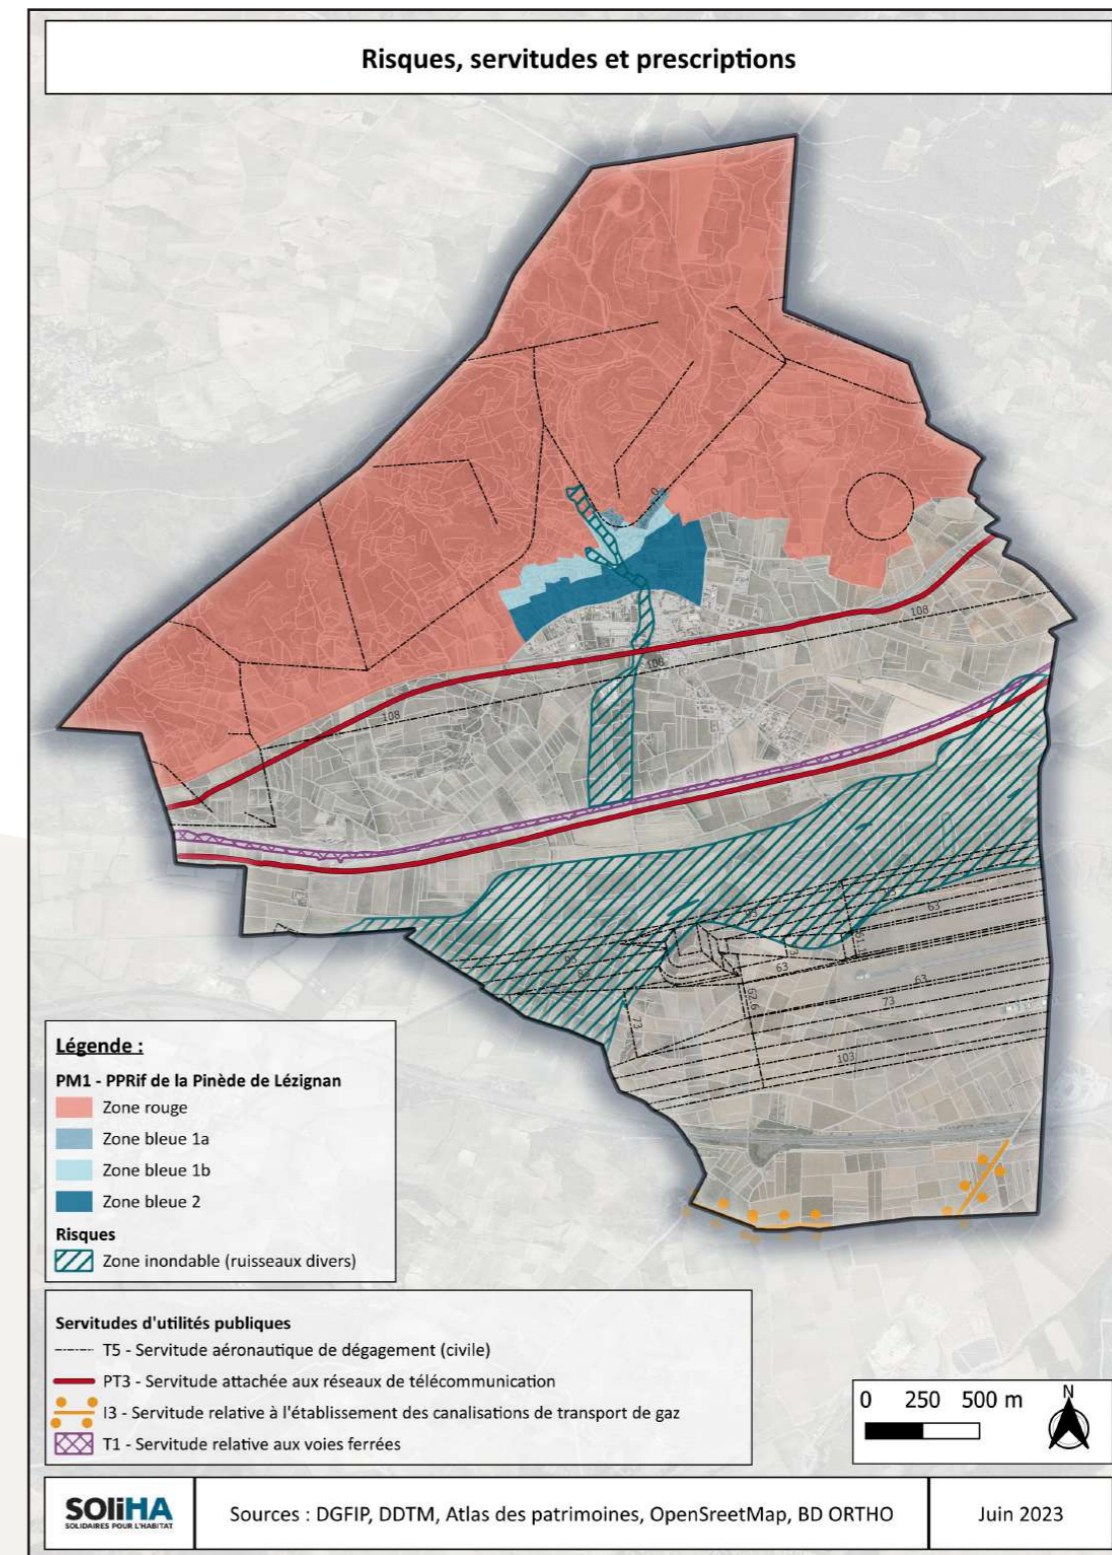 Risques, servitudes et prescriptions
108
108
108
63
63
63
63
83
73
62.6
73
103
Légende :
PM1 - PPRif de la Pinède de Lézignan
Zone rouge
Zone bleue 1a
Zone bleue 1b
Zone bleue 2
Risques
Zone inondable (ruisseaux divers)
Servitudes d'utilités publiques
T5 - Servitude aéronautique de dégagement (civile)
PT3 - Servitude attachée aux réseaux de télécommunication
I3 - Servitude relative à l'établissement des canalisations de transport de gaz
T1 - Servitude relative aux voies ferrées
0 250 500 m
N
SOLiHA
SOLIDAIRES POUR L'HABITAT
Sources : DGFIP, DDTM, Atlas des patrimoines, OpenSreetMap, BD ORTHO
Juin 2023